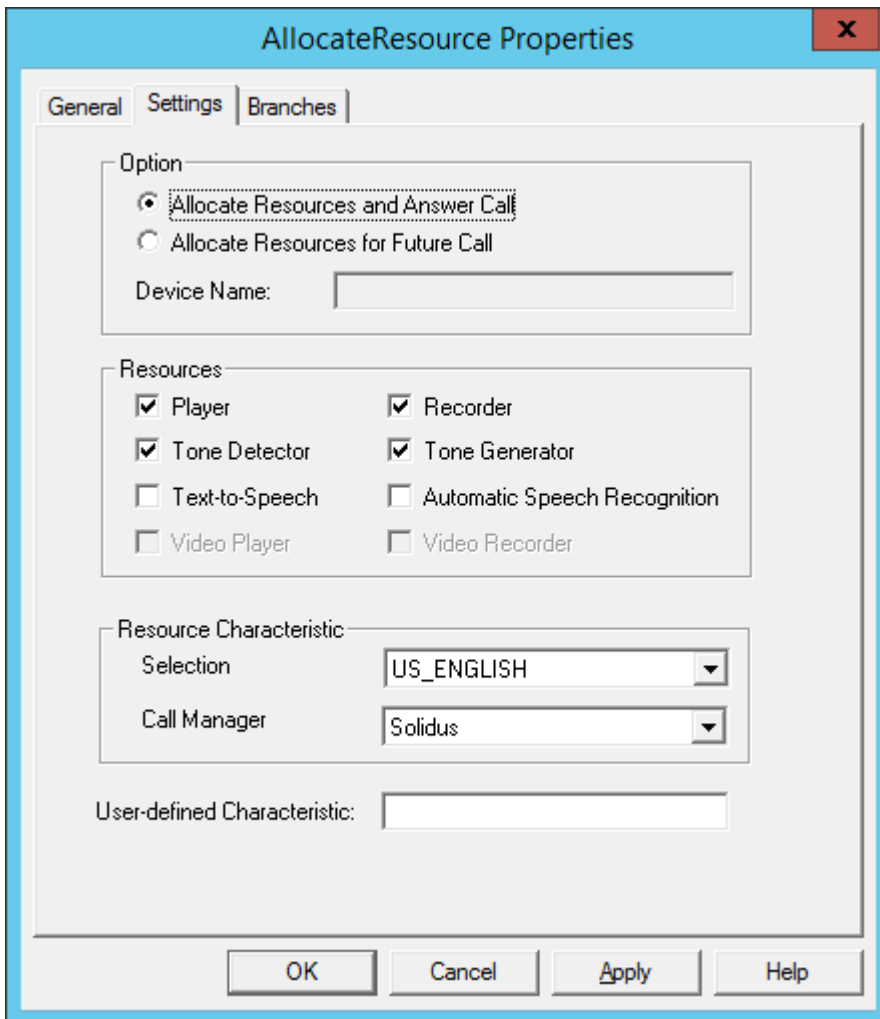 AllocateResource Properties
x
General Settings Branches
Option
Allocate Resources and Answer Call
Allocate Resources for Future Call
Device Name:
Resources
Player Recorder
Tone Detector Tone Generator
Text-to-Speech Automatic Speech Recognition
Video Player Video Recorder
Resource Characteristic
Selection US_ENGLISH
Call Manager Solidus
User-defined Characteristic:
OK Cancel Apply Help